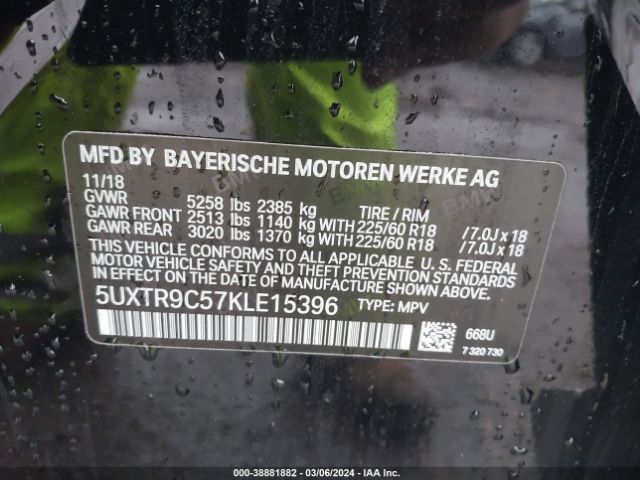 MFD BY BAYERISCHE MOTOREN WERKE AG
11/18
GVWR 5258 lbs 2385 kg TIRE / RIM
GAWR FRONT 2513 lbs 1140 kg WITH 225/60 R18 /7.0J x 18
GAWR REAR 3020 lbs 1370 kg WITH 225/60 R18 /7.0J x 18
THIS VEHICLE CONFORMS TO ALL APPLICABLE U. S. FEDERAL
MOTOR VEHICLE SAFETY AND THEFT PREVENTION STANDARDS
IN EFFECT ON THE DATE OF MANUFACTURE SHOWN ABOVE.
5UXTR9C57KLE15396 TYPE: MPV
668U
7 320 730
000-38881882 — 03/06/2024 — IAA Inc.